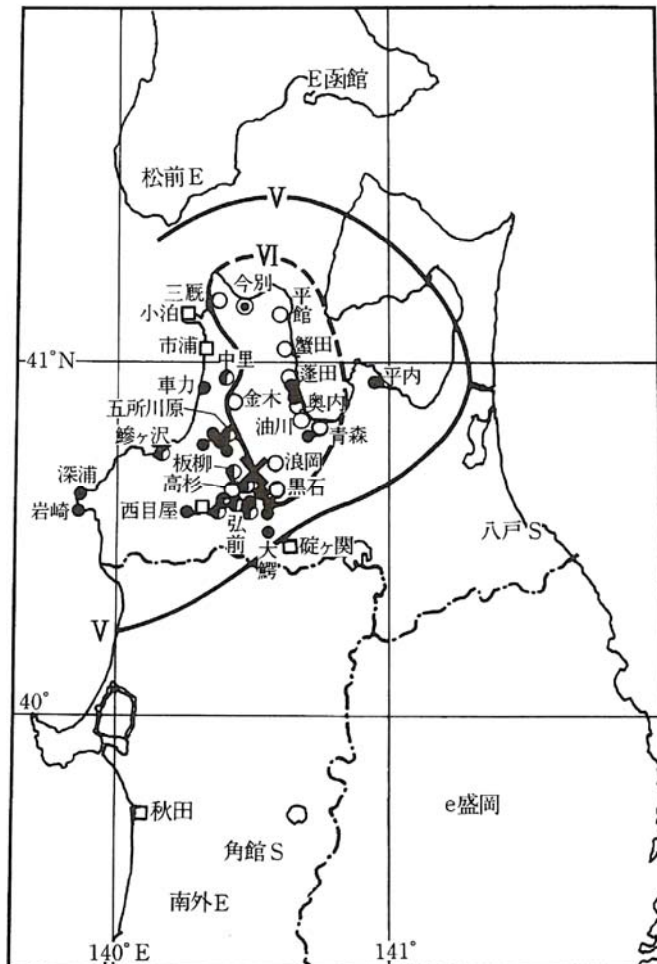 E函館
松前E
V
VI
三厩
今別
平館
小泊
市浦
中里
蟹田
41°N
蓬田
平内
車力
金木
奥内
五所川原
油川
青森
鰺ヶ沢
板柳
浪岡
深浦
高杉
黒石
岩崎
西目屋
弘前
大鰐
碇ヶ関
八戸S
V
40°
秋田
e盛岡
角館S
南外E
140°E
141°